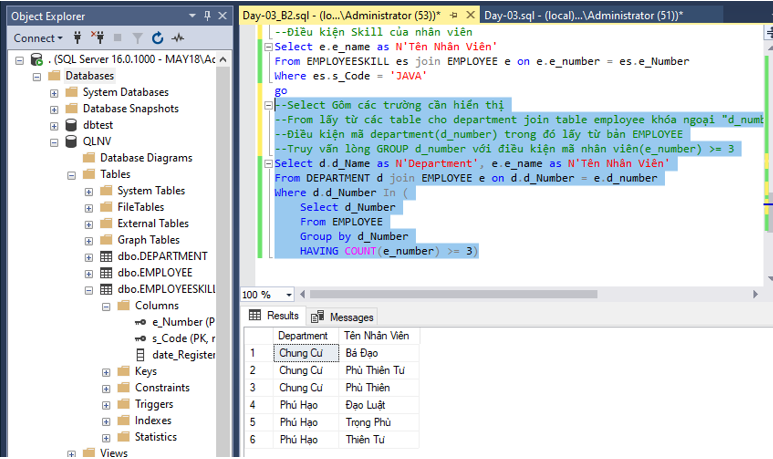 Day-03_B2.sql - (lo...\Administrator (53))*
Day-03.sql - (local)...\Administrator (51))*
Object Explorer
Connect
. (SQL Server 16.0.1000 - MAY18\Ad
Databases
System Databases
Database Snapshots
dbtest
QLNV
Database Diagrams
Tables
System Tables
FileTables
External Tables
Graph Tables
dbo.DEPARTMENT
dbo.EMPLOYEE
dbo.EMPLOYEESKILL
Columns
e_Number (P
s_Code (PK, n
date_Register
Keys
Constraints
Triggers
Indexes
Statistics
Views
--Điều kiện Skill của nhân viên
Select e.e_name as N'Tên Nhân Viên'
From EMPLOYEESKILL es join EMPLOYEE e on e.e_number = es.e_Number
Where es.s_Code = 'JAVA'
go
--Select Gôm các trường cần hiển thị
--From lấy từ các table cho department join table employee khóa ngoại "d_numb
--Điều kiện mã department(d_number) trong đó lấy từ bản EMPLOYEE
--Truy vấn lòng GROUP d_number với điều kiện mã nhân viên(e_number) >= 3
Select d.d_Name as N'Department', e.e_name as N'Tên Nhân Viên'
From DEPARTMENT d join EMPLOYEE e on d.d_Number = e.d_number
Where d.d_Number In (
Select d_Number
From EMPLOYEE
Group by d_Number
HAVING COUNT(e_number) >= 3)
100 %
Results
Messages
Department Tên Nhân Viên
1 Chung Cư Bá Đạo
2 Chung Cư Phù Thiên Tư
3 Chung Cư Phù Thiên
4 Phú Hạo Đạo Luật
5 Phú Hạo Trọng Phù
6 Phú Hạo Thiên Tư